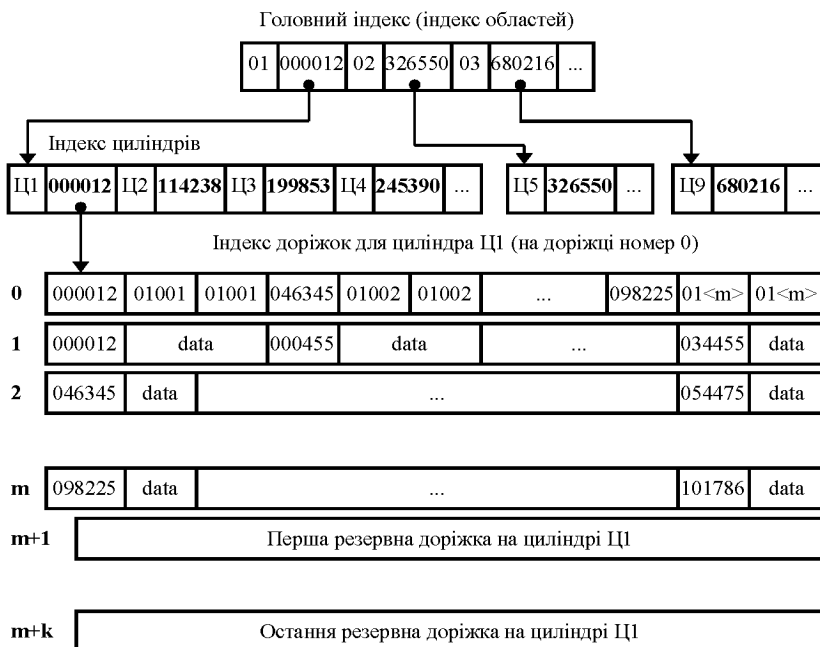 Головний індекс (індекс областей)
01 000012 02 326550 03 680216 ...
Індекс циліндрів
Ц1 000012 Ц2 114238 Ц3 199853 Ц4 245390 ... Ц5 326550 ... Ц9 680216 ...
Індекс доріжок для циліндра Ц1 (на доріжці номер 0)
0 000012 01001 01001 046345 01002 01002 ... 098225 01<m> 01<m>
1 000012 data 000455 data ... 034455 data
2 046345 data ... 054475 data
m 098225 data ... 101786 data
m+1 Перша резервна доріжка на циліндрі Ц1
m+k Остання резервна доріжка на циліндрі Ц1